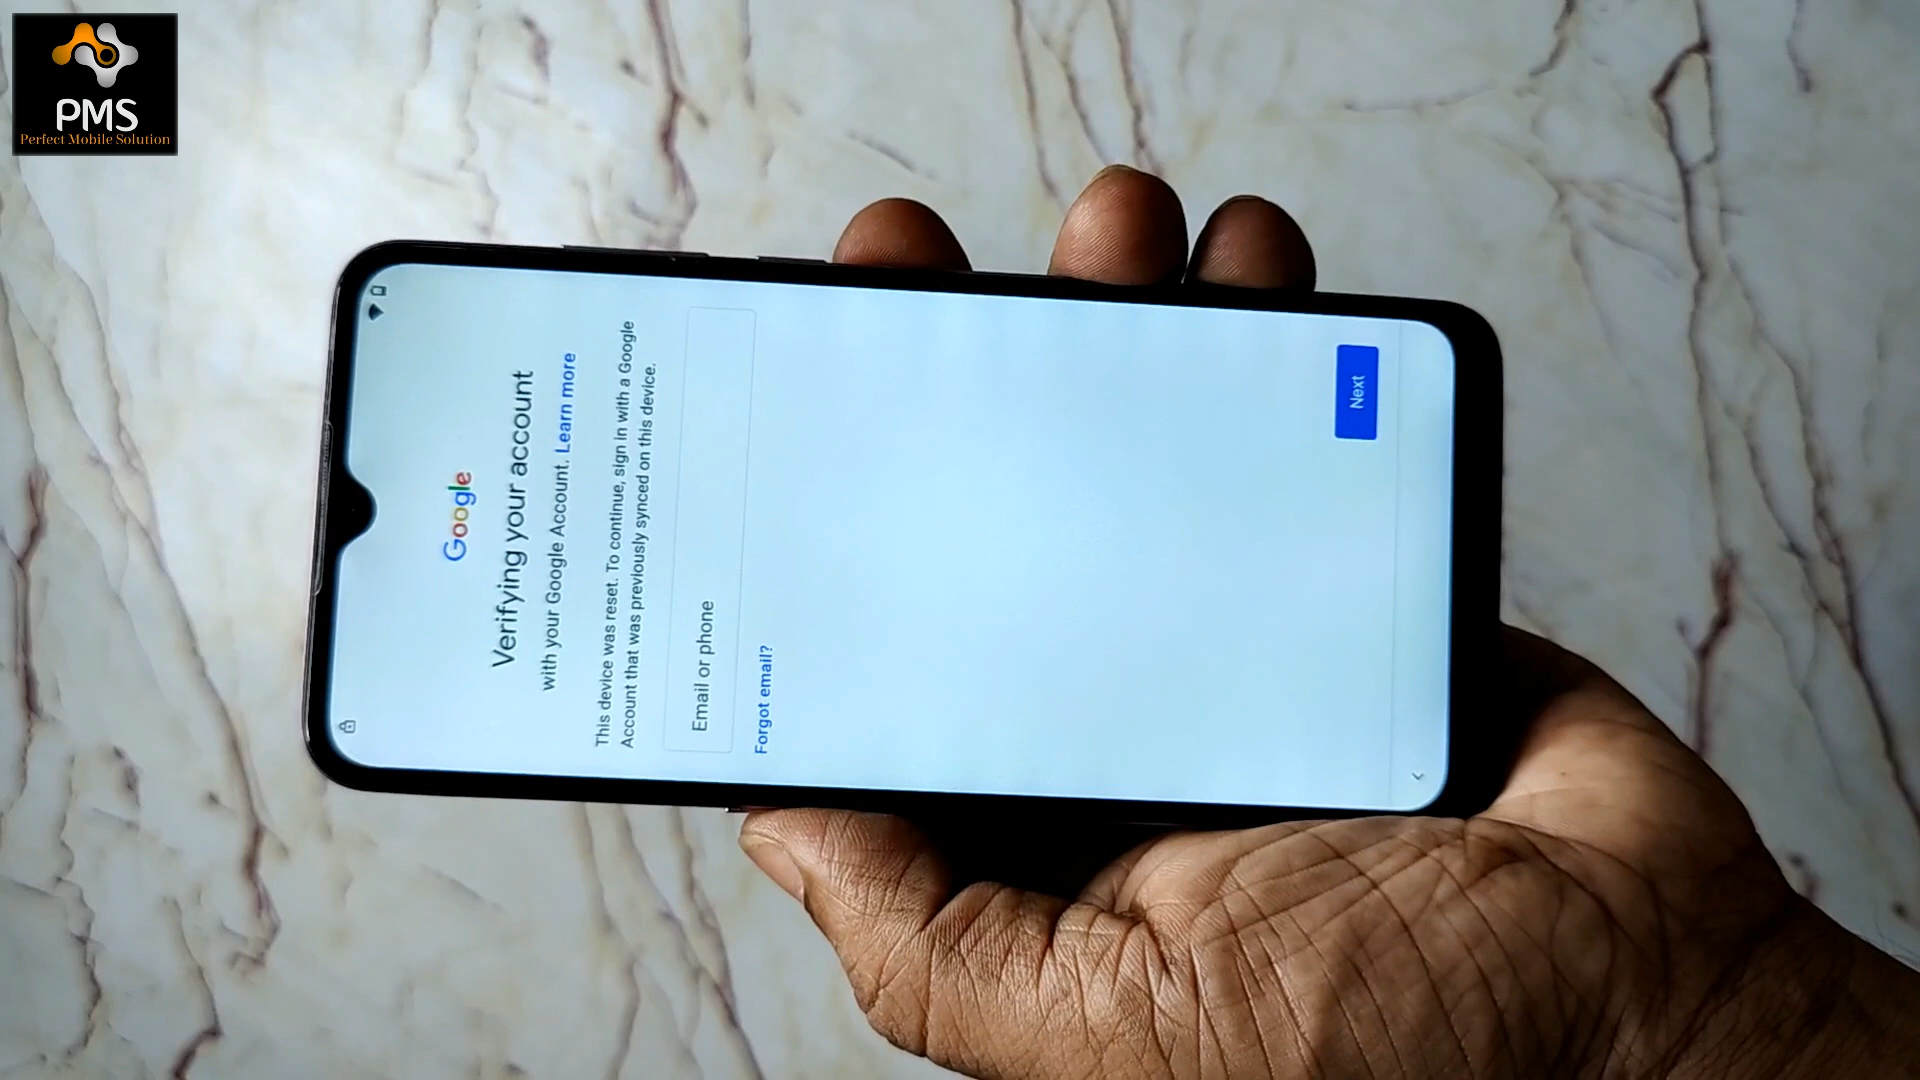 PMS
Perfect Mobile Solution
Google
Verifying your account
with your Google Account. Learn more
This device was reset. To continue, sign in with a Google
Account that was previously synced on this device.
Email or phone
Forgot email?
Next